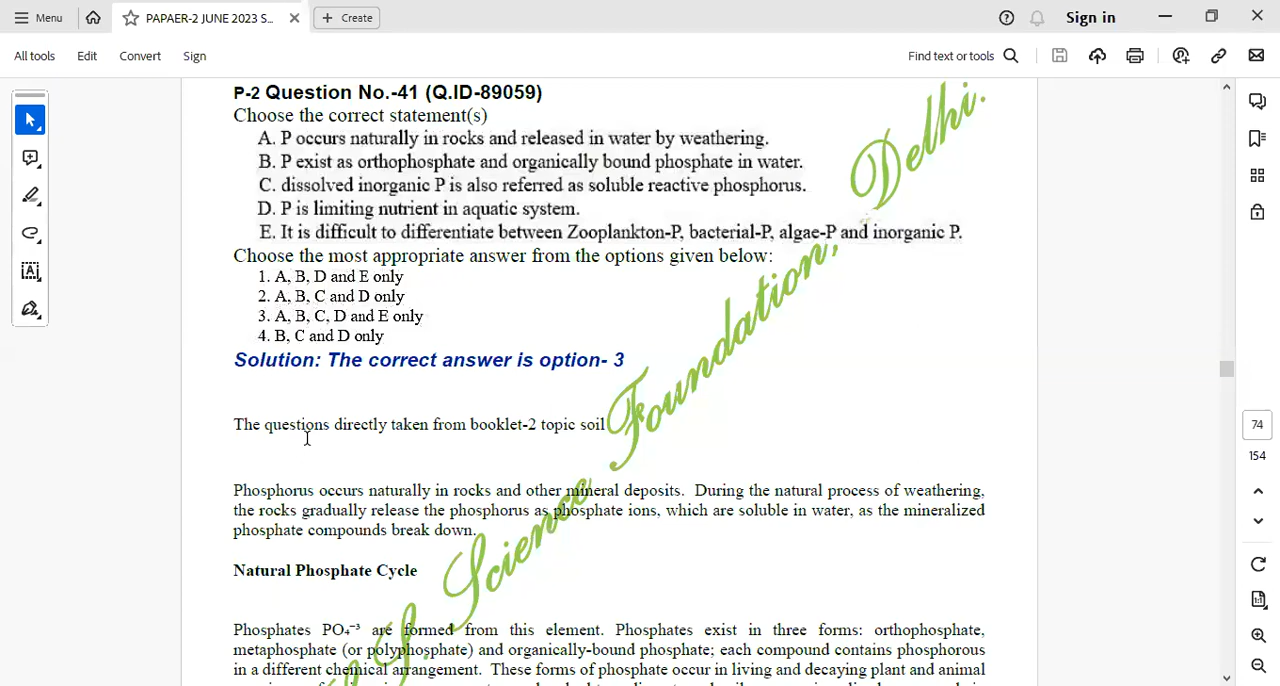 Menu
PAPAER-2 JUNE 2023 S...
Create
Sign in
All tools Edit Convert Sign
Find text or tools
P-2 Question No.-41 (Q.ID-89059)
Choose the correct statement(s)
A. P occurs naturally in rocks and released in water by weathering.
B. P exist as orthophosphate and organically bound phosphate in water.
C. dissolved inorganic P is also referred as soluble reactive phosphorus.
D. P is limiting nutrient in aquatic system.
E. It is difficult to differentiate between Zooplankton-P, bacterial-P, algae-P and inorganic P.
Choose the most appropriate answer from the options given below:
1. A, B, D and E only
2. A, B, C and D only
3. A, B, C, D and E only
4. B, C and D only
Solution: The correct answer is option- 3
The questions directly taken from booklet-2 topic soil
Phosphorus occurs naturally in rocks and other mineral deposits. During the natural process of weathering,
the rocks gradually release the phosphorus as phosphate ions, which are soluble in water, as the mineralized
phosphate compounds break down.
Natural Phosphate Cycle
Phosphates PO₄⁻³ are formed from this element. Phosphates exist in three forms: orthophosphate,
metaphosphate (or polyphosphate) and organically-bound phosphate; each compound contains phosphorous
in a different chemical arrangement. These forms of phosphate occur in living and decaying plant and animal
S. Science Foundation, Delhi.
74
154